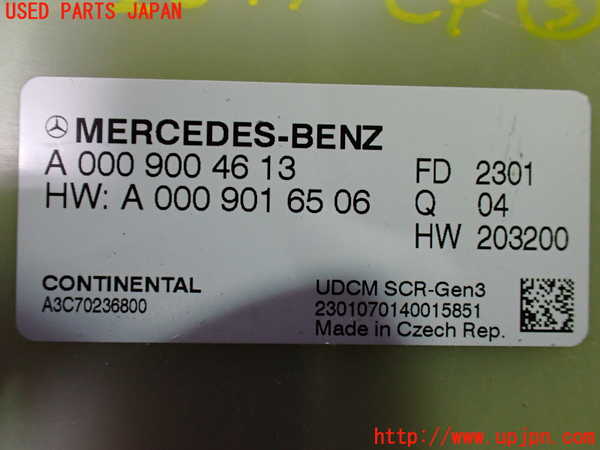 USED PARTS JAPAN
MERCEDES-BENZ
A 000 900 46 13
HW: A 000 901 65 06
FD 2301
Q 04
HW 203200
CONTINENTAL
A3C70236800
UDCM SCR-Gen3
2301070140015851
Made in Czech Rep.
http://www.upjpn.com/